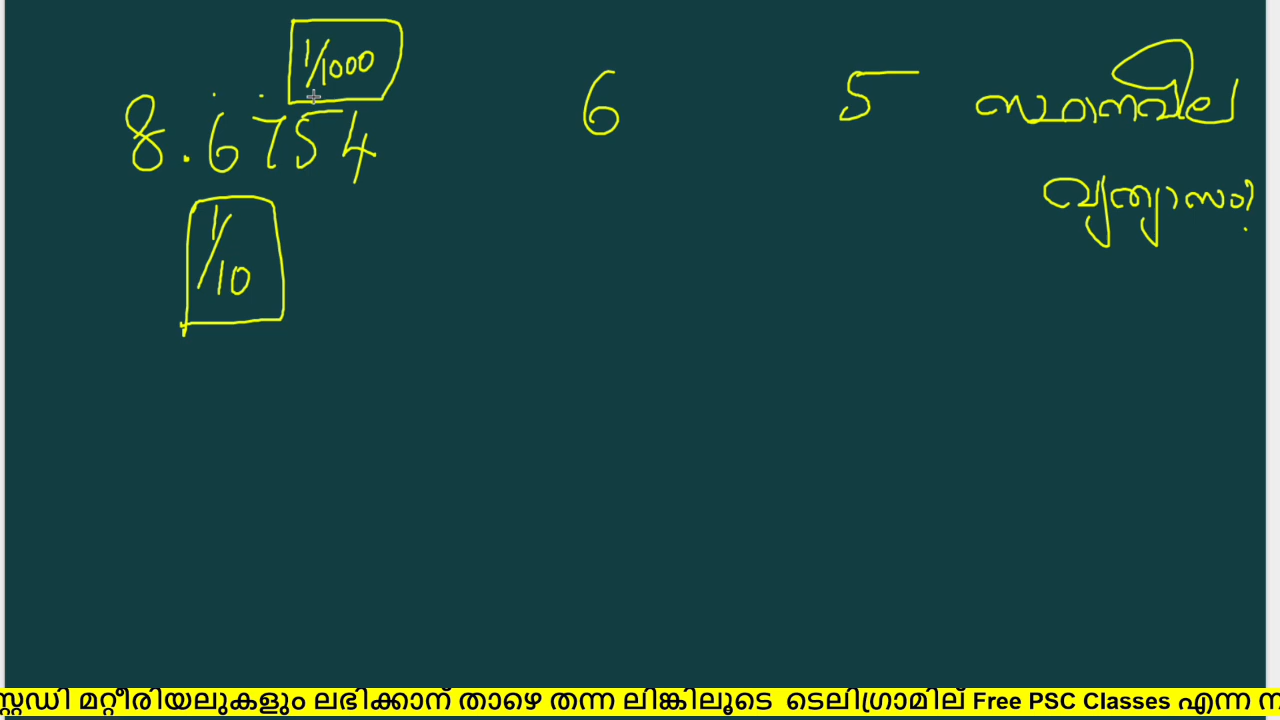 1/1000
8.6754 6 5 സ്ഥാനവില
വ്യത്യാസം?
1/10
സ്റ്റഡി മറ്റീരിയലുകളും ലഭിക്കാന് താഴെ തന്ന ലിങ്കിലൂടെ ടെലിഗ്രാമില് Free PSC Classes എന്ന